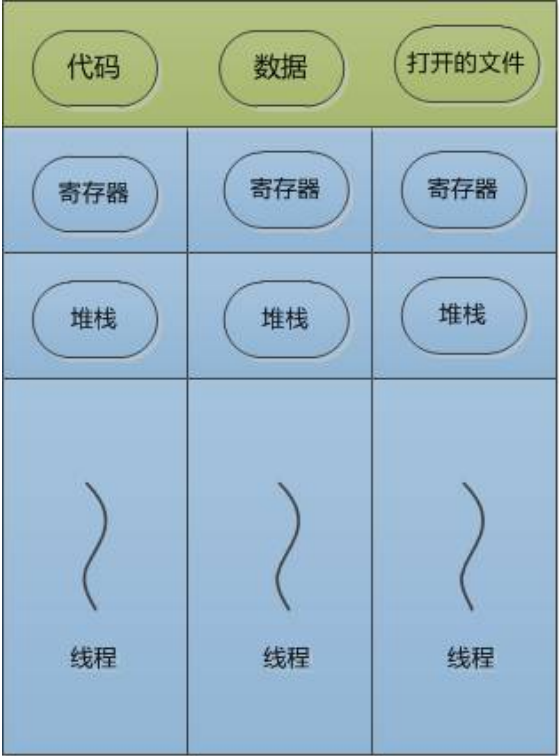 代码 数据 打开的文件
寄存器 寄存器 寄存器
堆栈 堆栈 堆栈
线程 线程 线程